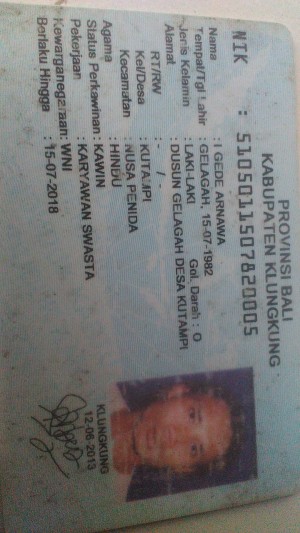 PROVINSI BALI
KABUPATEN KLUNGKUNG
NIK : 5105011507820005
Nama : I GEDE ARNAWA
Tempat/Tgl Lahir : GELAGAH, 15-07-1982
Jenis Kelamin : LAKI-LAKI Gol. Darah : O
Alamat : DUSUN GELAGAH DESA KUTAMPI
RT/RW : - / -
Kel/Desa : KUTAMPI
Kecamatan : NUSA PENIDA
Agama : HINDU
Status Perkawinan : KAWIN
Pekerjaan : KARYAWAN SWASTA
Kewarganegaraan: WNI
Berlaku Hingga : 15-07-2018
KLUNGKUNG
12-06-2013